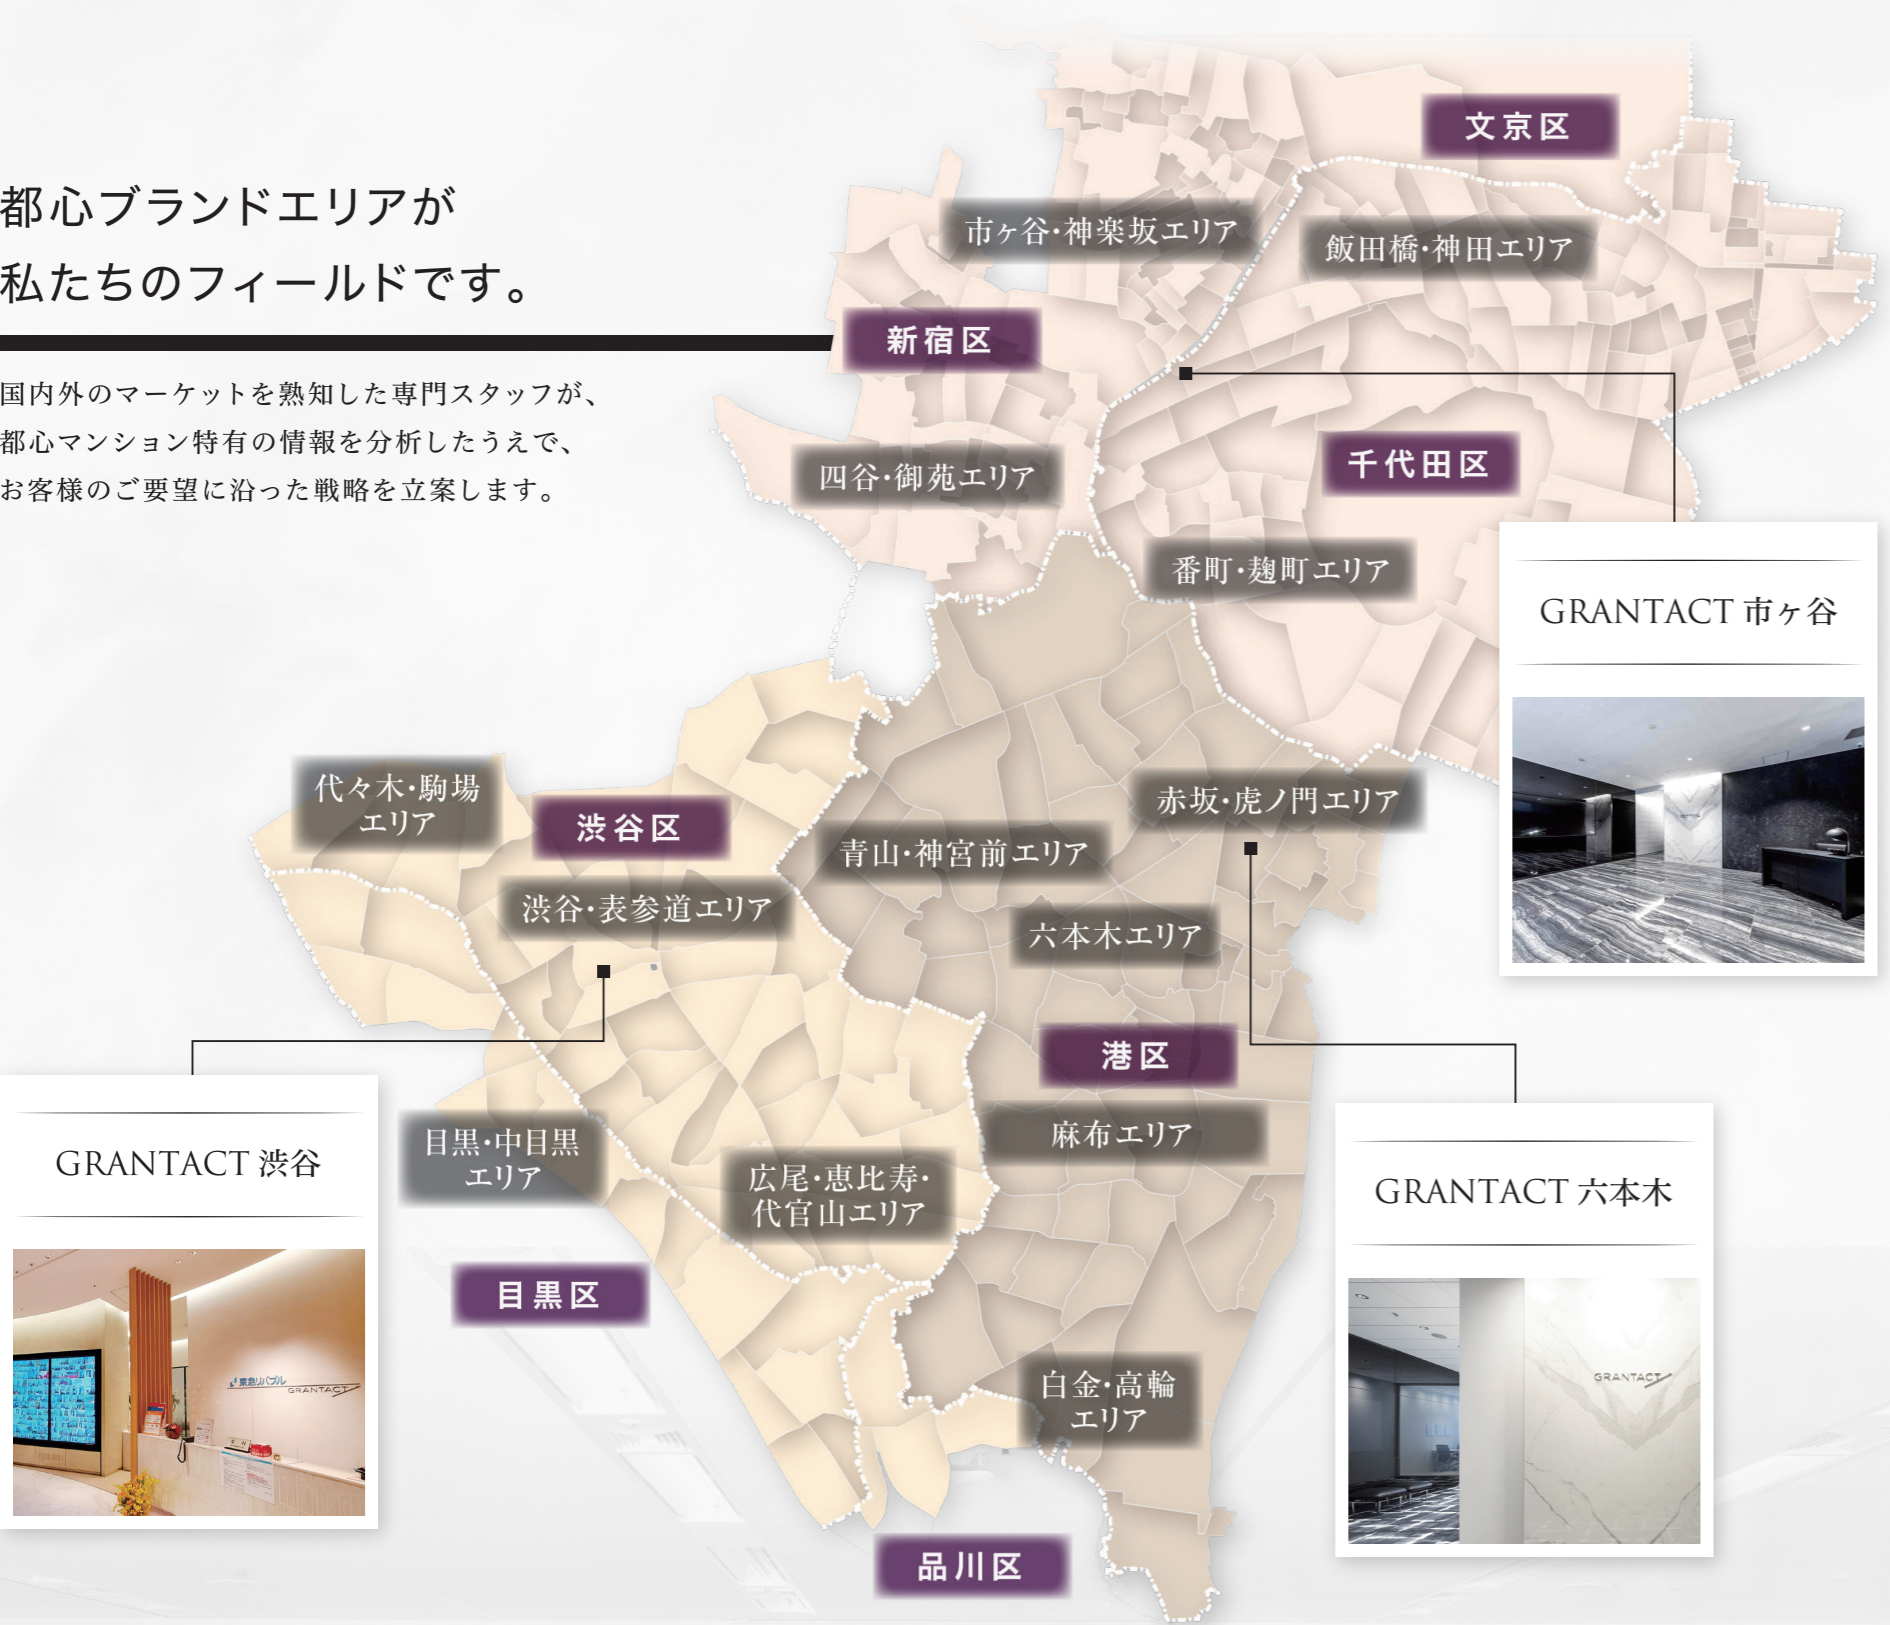 都心ブランドエリアが
私たちのフィールドです。
国内外のマーケットを熟知した専門スタッフが、
都心マンション特有の情報を分析したうえで、
お客様のご要望に沿った戦略を立案します。
文京区
市ヶ谷・神楽坂エリア
飯田橋・神田エリア
新宿区
千代田区
四谷・御苑エリア
番町・麹町エリア
GRANTACT 市ヶ谷
代々木・駒場
エリア
渋谷区
赤坂・虎ノ門エリア
青山・神宮前エリア
渋谷・表参道エリア
六本木エリア
港区
麻布エリア
目黒・中目黒
エリア
広尾・恵比寿・
代官山エリア
GRANTACT 渋谷
東急リバブル
GRANTACT
GRANTACT 六本木
GRANTACT
目黒区
白金・高輪
エリア
品川区